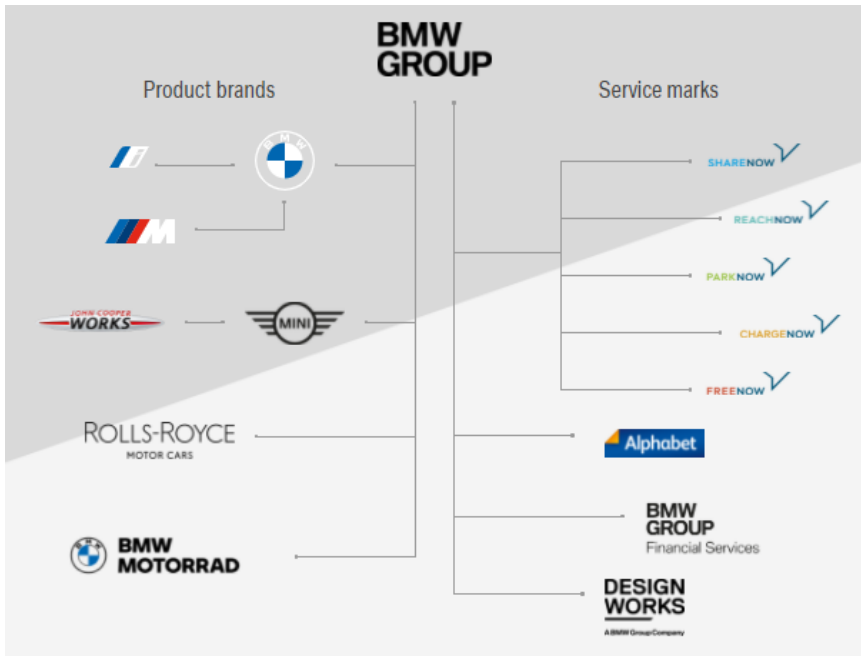 BMW
GROUP
Product brands
Service marks
i
BMW
M
JOHN COOPER
WORKS
MINI
ROLLS-ROYCE
MOTOR CARS
BMW
MOTORRAD
SHARENOW
REACHNOW
PARKNOW
CHARGENOW
FREENOW
Alphabet
BMW
GROUP
Financial Services
DESIGN
WORKS
A BMW Group Company